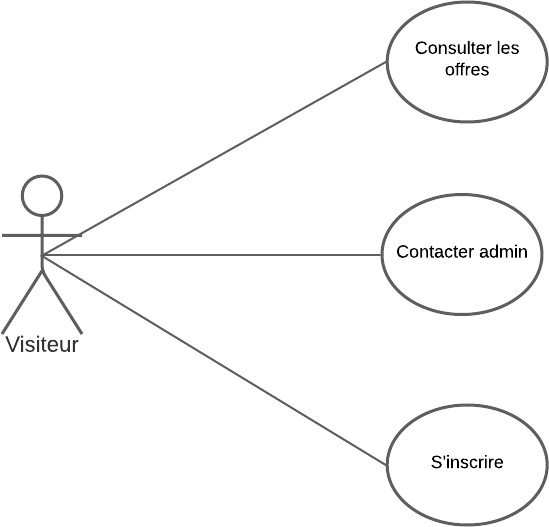 Consulter les
offres
Contacter admin
Visiteur
S'inscrire